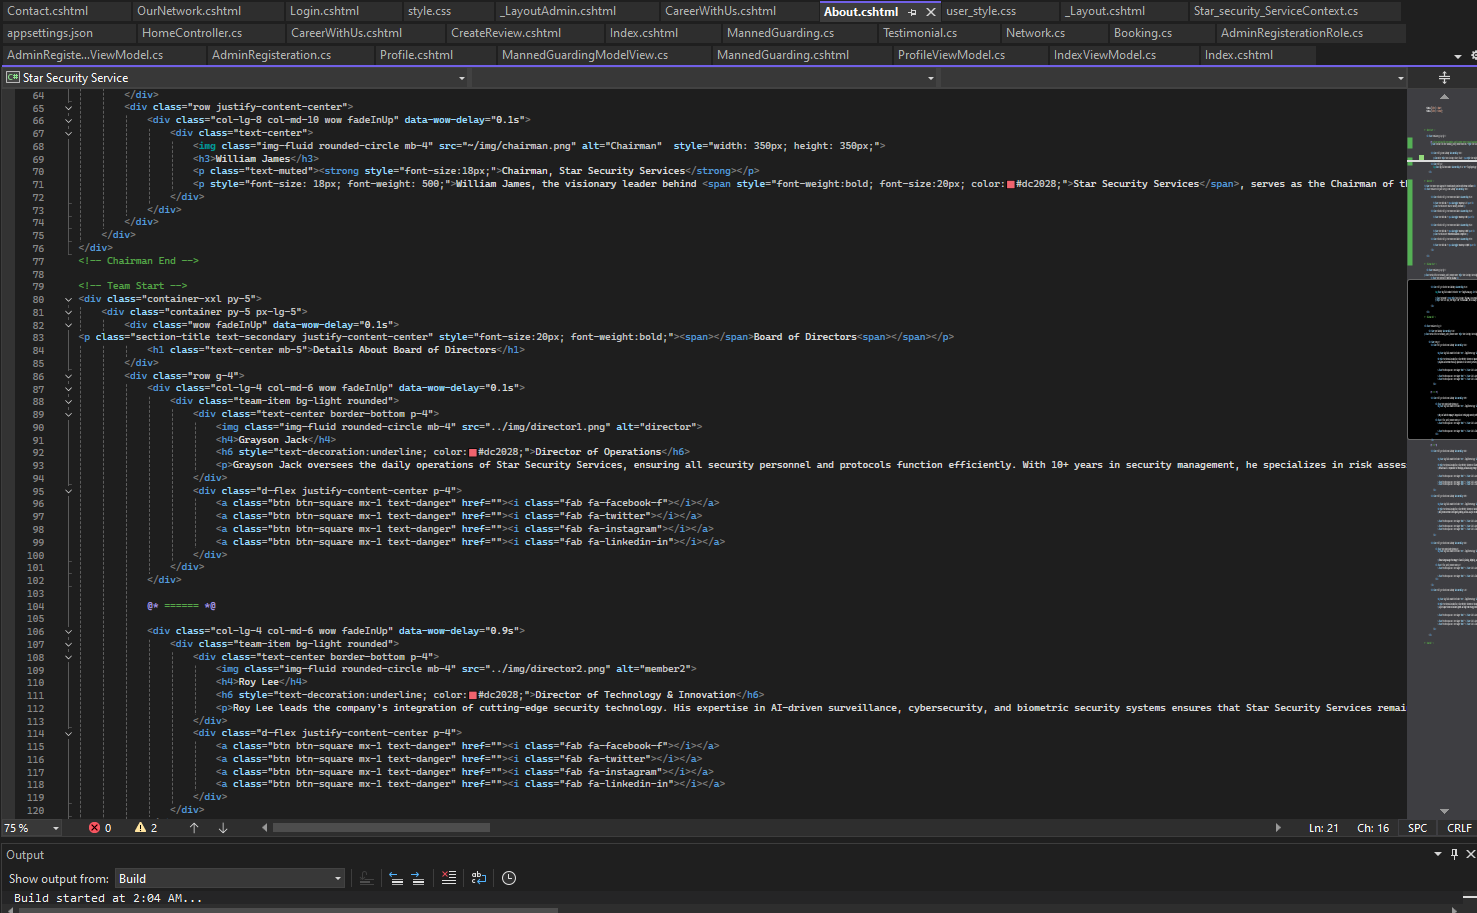 Contact.cshtml OurNetwork.cshtml Login.cshtml style.css _LayoutAdmin.cshtml CareerWithUs.cshtml About.cshtml user_style.css _Layout.cshtml Star_security_ServiceContext.cs
appsettings.json HomeController.cs CareerWithUs.cshtml CreateReview.cshtml Index.cshtml MannedGuarding.cs Testimonial.cs Network.cs Booking.cs AdminRegisterationRole.cs
AdminRegiste...ViewModel.cs AdminRegisteration.cs Profile.cshtml MannedGuardingModelView.cs MannedGuarding.cshtml ProfileViewModel.cs IndexViewModel.cs Index.cshtml
C# Star Security Service
64 </div>
65 <div class="row justify-content-center">
66 <div class="col-lg-8 col-md-10 wow fadeInUp" data-wow-delay="0.1s">
67 <div class="text-center">
68 <img class="img-fluid rounded-circle mb-4" src="~/img/chairman.png" alt="Chairman"  style="width: 350px; height: 350px;">
69 <h3>William James</h3>
70 <p class="text-muted"><strong style="font-size:18px;">Chairman, Star Security Services</strong></p>
71 <p style="font-size: 18px; font-weight: 500;">William James, the visionary leader behind <span style="font-weight:bold; font-size:20px; color:#dc2028;">Star Security Services</span>, serves as the Chairman of t
72 </div>
73 </div>
74 </div>
75 </div>
76 </div>
77 <!-- Chairman End -->
78
79 <!-- Team Start -->
80 <div class="container-xxl py-5">
81 <div class="container py-5 px-lg-5">
82 <div class="wow fadeInUp" data-wow-delay="0.1s">
83 <p class="section-title text-secondary justify-content-center" style="font-size:20px; font-weight:bold;"><span></span>Board of Directors<span></span></p>
84 <h1 class="text-center mb-5">Details About Board of Directors</h1>
85 </div>
86 <div class="row g-4">
87 <div class="col-lg-4 col-md-6 wow fadeInUp" data-wow-delay="0.1s">
88 <div class="team-item bg-light rounded">
89 <div class="text-center border-bottom p-4">
90 <img class="img-fluid rounded-circle mb-4" src="../img/director1.png" alt="director">
91 <h4>Grayson Jack</h4>
92 <h6 style="text-decoration:underline; color:#dc2028;">Director of Operations</h6>
93 <p>Grayson Jack oversees the daily operations of Star Security Services, ensuring all security personnel and protocols function efficiently. With 10+ years in security management, he specializes in risk asses
94 </div>
95 <div class="d-flex justify-content-center p-4">
96 <a class="btn btn-square mx-1 text-danger" href=""><i class="fab fa-facebook-f"></i></a>
97 <a class="btn btn-square mx-1 text-danger" href=""><i class="fab fa-twitter"></i></a>
98 <a class="btn btn-square mx-1 text-danger" href=""><i class="fab fa-instagram"></i></a>
99 <a class="btn btn-square mx-1 text-danger" href=""><i class="fab fa-linkedin-in"></i></a>
100 </div>
101 </div>
102 </div>
103
104 @* ====== *@
105
106 <div class="col-lg-4 col-md-6 wow fadeInUp" data-wow-delay="0.9s">
107 <div class="team-item bg-light rounded">
108 <div class="text-center border-bottom p-4">
109 <img class="img-fluid rounded-circle mb-4" src="../img/director2.png" alt="member2">
110 <h4>Roy Lee</h4>
111 <h6 style="text-decoration:underline; color:#dc2028;">Director of Technology & Innovation</h6>
112 <p>Roy Lee leads the company’s integration of cutting-edge security technology. His expertise in AI-driven surveillance, cybersecurity, and biometric security systems ensures that Star Security Services remai
113 </div>
114 <div class="d-flex justify-content-center p-4">
115 <a class="btn btn-square mx-1 text-danger" href=""><i class="fab fa-facebook-f"></i></a>
116 <a class="btn btn-square mx-1 text-danger" href=""><i class="fab fa-twitter"></i></a>
117 <a class="btn btn-square mx-1 text-danger" href=""><i class="fab fa-instagram"></i></a>
118 <a class="btn btn-square mx-1 text-danger" href=""><i class="fab fa-linkedin-in"></i></a>
119 </div>
120 </div>
75 % 0 2 Ln: 21 Ch: 16 SPC CRLF
Output
Show output from: Build
Build started at 2:04 AM...